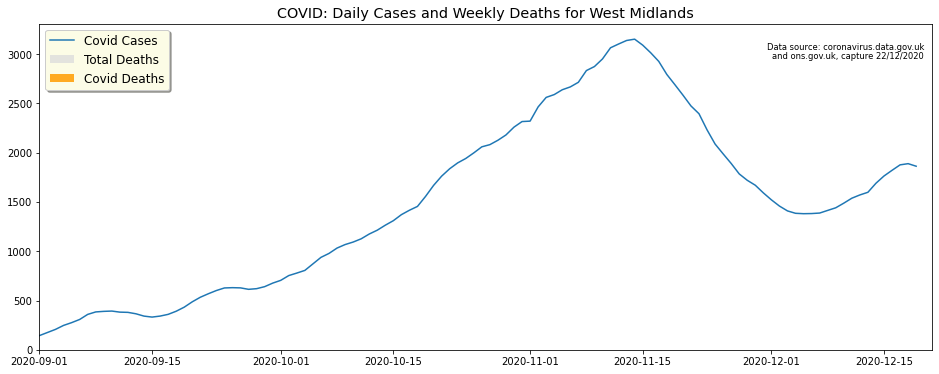 COVID: Daily Cases and Weekly Deaths for West Midlands
Covid Cases
Total Deaths
Covid Deaths
Data source: coronavirus.data.gov.uk
and ons.gov.uk, capture 22/12/2020
3000
2500
2000
1500
1000
500
0
2020-09-01 2020-09-15 2020-10-01 2020-10-15 2020-11-01 2020-11-15 2020-12-01 2020-12-15